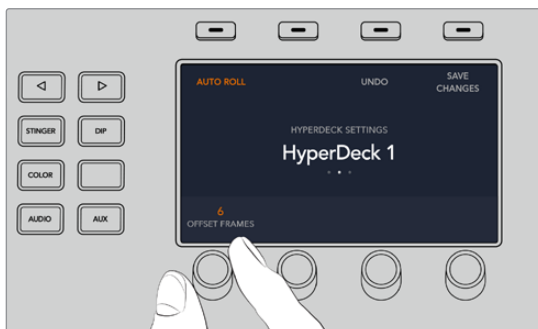 AUTO ROLL
UNDO
SAVE
CHANGES
HYPERDECK SETTINGS
HyperDeck 1
6
OFFSET FRAMES
STINGER
DIP
COLOR
AUDIO
AUX